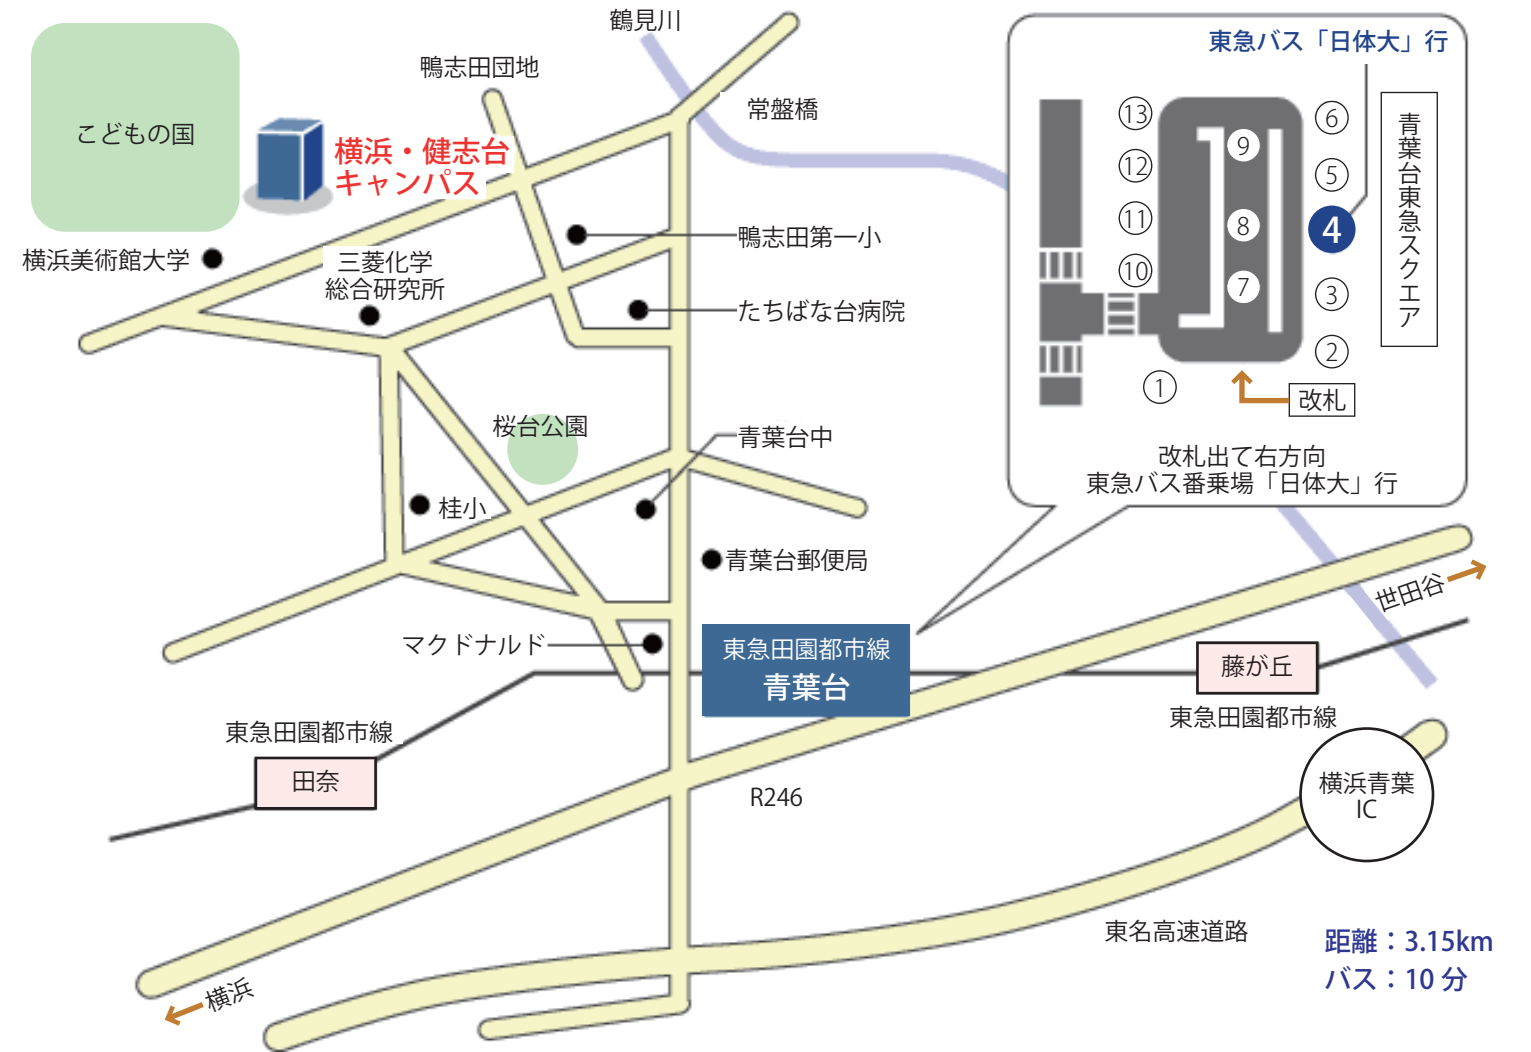 鶴見川
東急バス「日体大」行
鴨志田団地
常盤橋
こどもの国
横浜・健志台
キャンパス
13
12
11
10
9
8
7
6
5
4
3
2
1
青葉台東急スクエア
改札
改札出て右方向
東急バス番乗場「日体大」行
横浜美術館大学
三菱化学
総合研究所
鴨志田第一小
たちばな台病院
桜台公園
青葉台中
桂小
青葉台郵便局
マクドナルド
東急田園都市線
青葉台
世田谷
藤が丘
東急田園都市線
東急田園都市線
田奈
R246
横浜青葉
IC
東名高速道路
横浜
距離：3.15km
バス：10 分